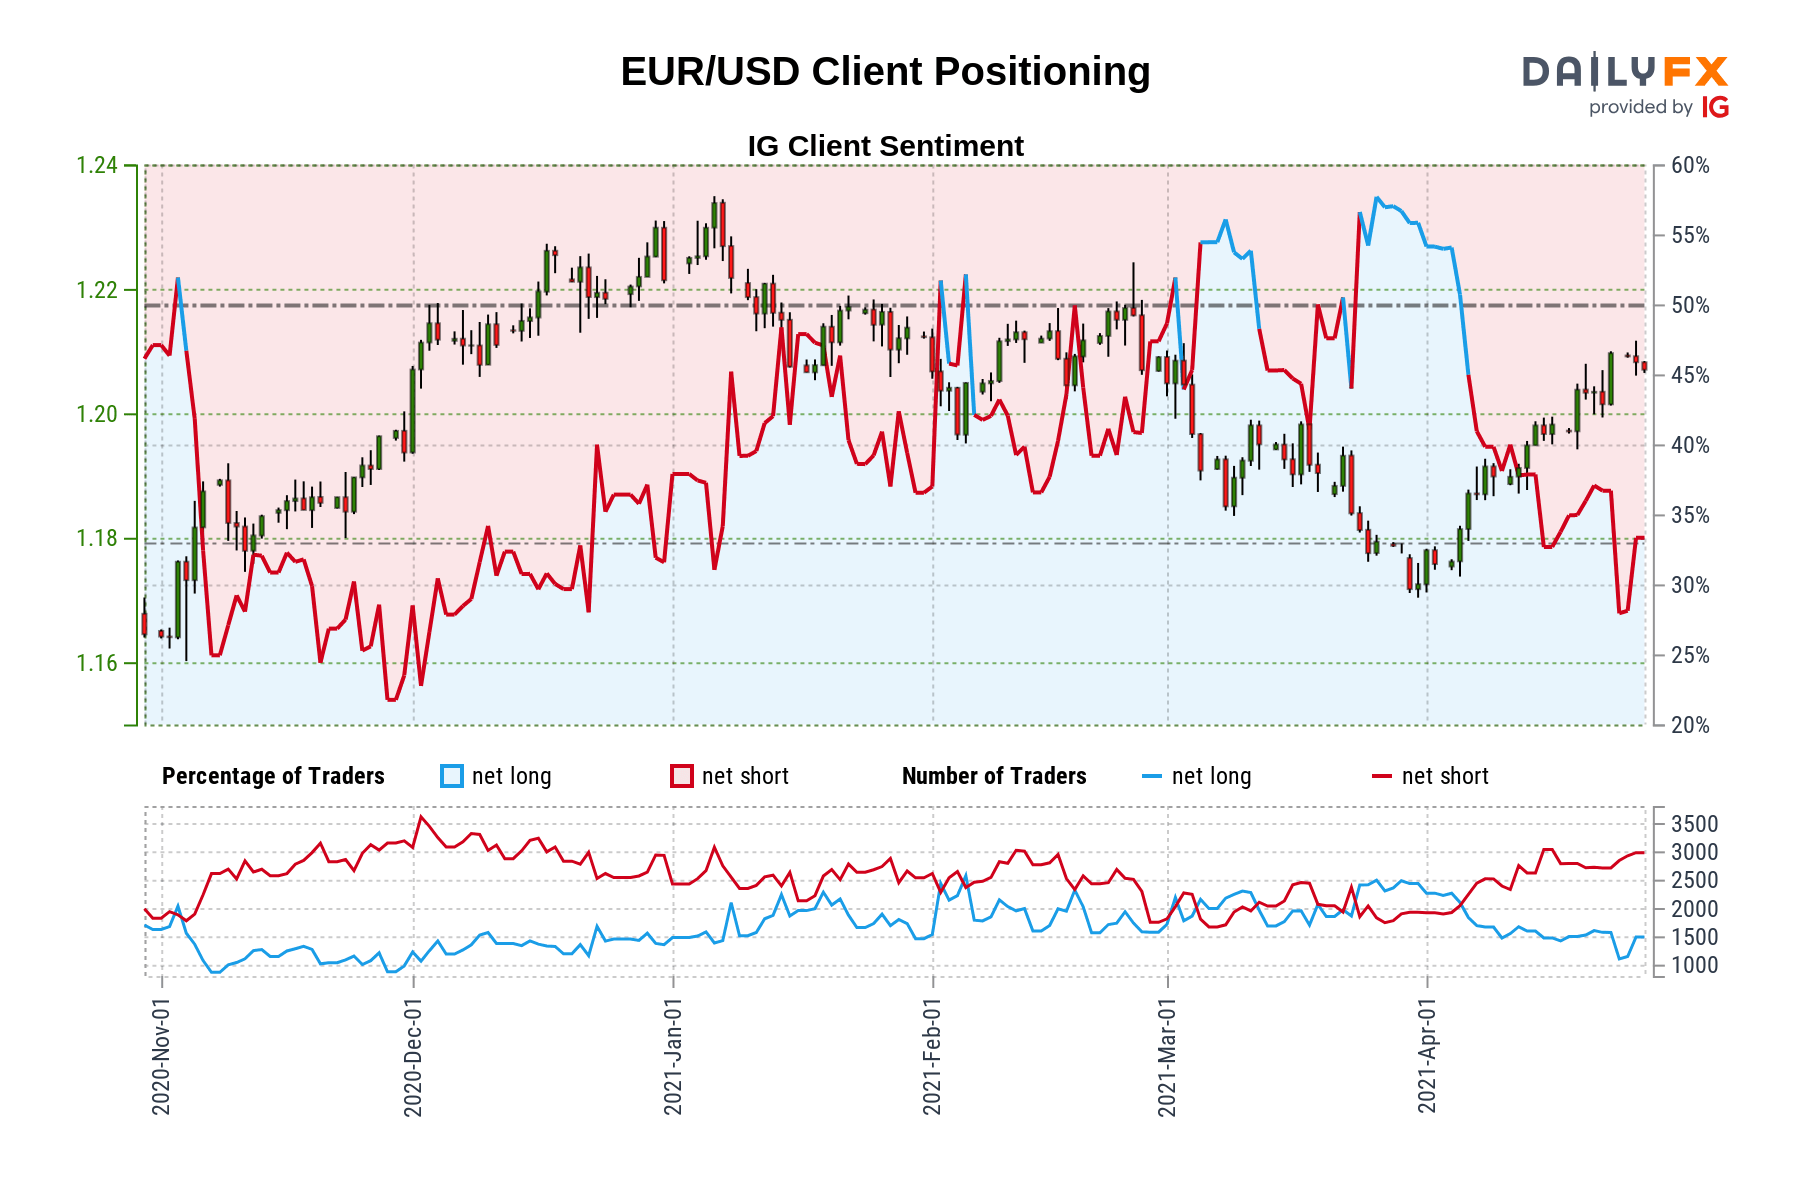 EUR/USD Client Positioning
DAILYFX
provided by IG
IG Client Sentiment
1.24
1.22
1.20
1.18
1.16
60%
55%
50%
45%
40%
35%
30%
25%
20%
Percentage of Traders net long net short Number of Traders net long net short
3500
3000
2500
2000
1500
1000
2020-Nov-01
2020-Dec-01
2021-Jan-01
2021-Feb-01
2021-Mar-01
2021-Apr-01